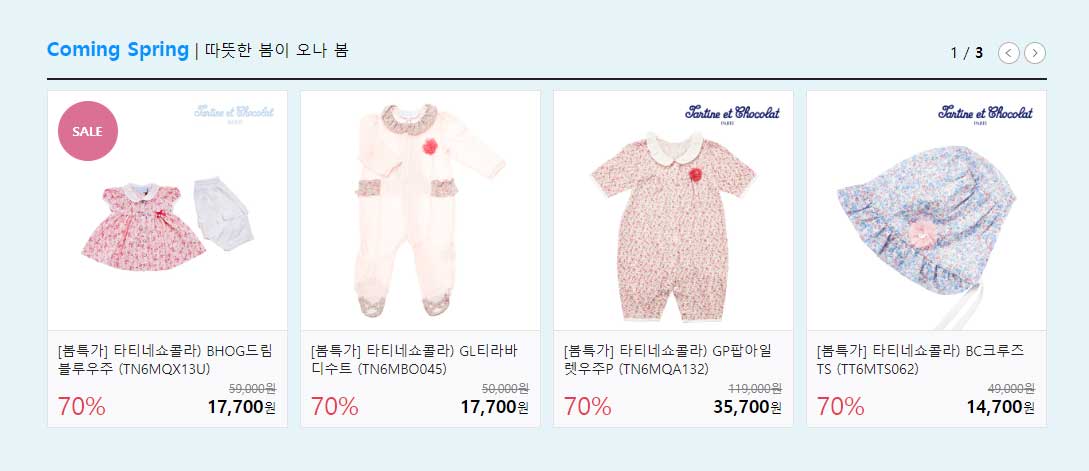 Coming Spring | 따뜻한 봄이 오나 봄
1 / 3
SALE
Tartine et Chocolat
PARIS
Tartine et Chocolat
PARIS
Tartine et Chocolat
PARIS
[봄특가] 타티네쇼콜라) BHOG드림
블루우주 (TN6MQX13U)
59,000원
70%
17,700원
[봄특가] 타티네쇼콜라) GL티라바
디수트 (TN6MBO045)
50,000원
70%
17,700원
[봄특가] 타티네쇼콜라) GP팝아일
렛우주P (TN6MQA132)
119,000원
70%
35,700원
[봄특가] 타티네쇼콜라) BC크루즈
TS (TT6MTS062)
49,000원
70%
14,700원